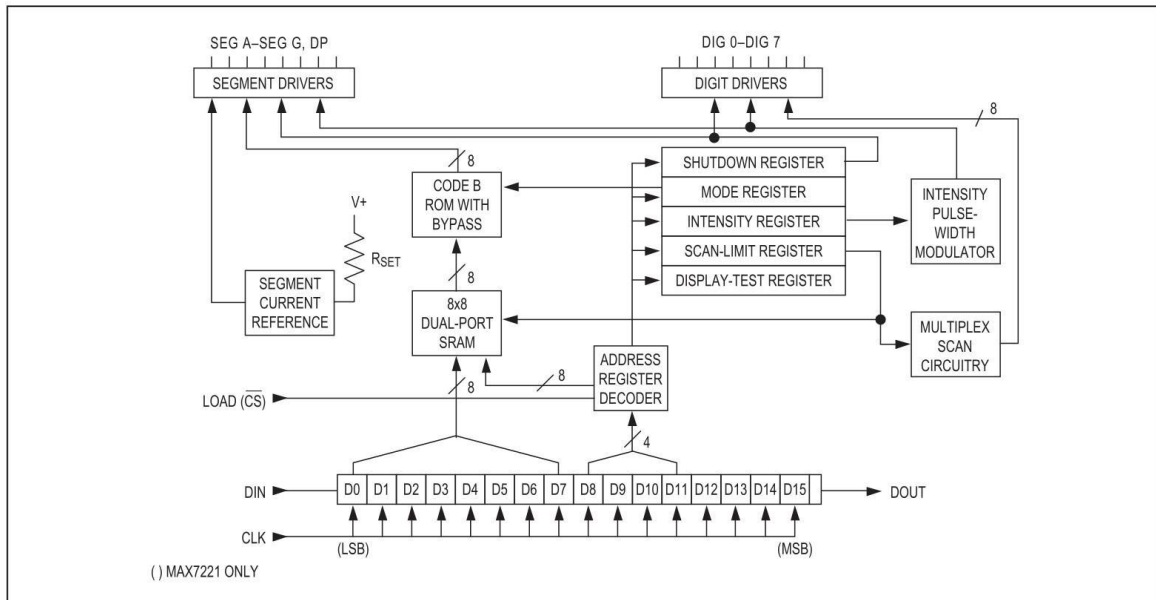 SEG A–SEG G, DP
DIG 0–DIG 7
SEGMENT DRIVERS
DIGIT DRIVERS
8
8
SHUTDOWN REGISTER
CODE B
ROM WITH
BYPASS
MODE REGISTER
INTENSITY
PULSE-
WIDTH
MODULATOR
V+
INTENSITY REGISTER
RSET
SCAN-LIMIT REGISTER
8
DISPLAY-TEST REGISTER
SEGMENT
CURRENT
REFERENCE
8x8
DUAL-PORT
SRAM
MULTIPLEX
SCAN
CIRCUITRY
ADDRESS
REGISTER
DECODER
8
8
LOAD (CS)
4
DIN
D0 D1 D2 D3 D4 D5 D6 D7 D8 D9 D10 D11 D12 D13 D14 D15
DOUT
CLK
(LSB)
(MSB)
( ) MAX7221 ONLY